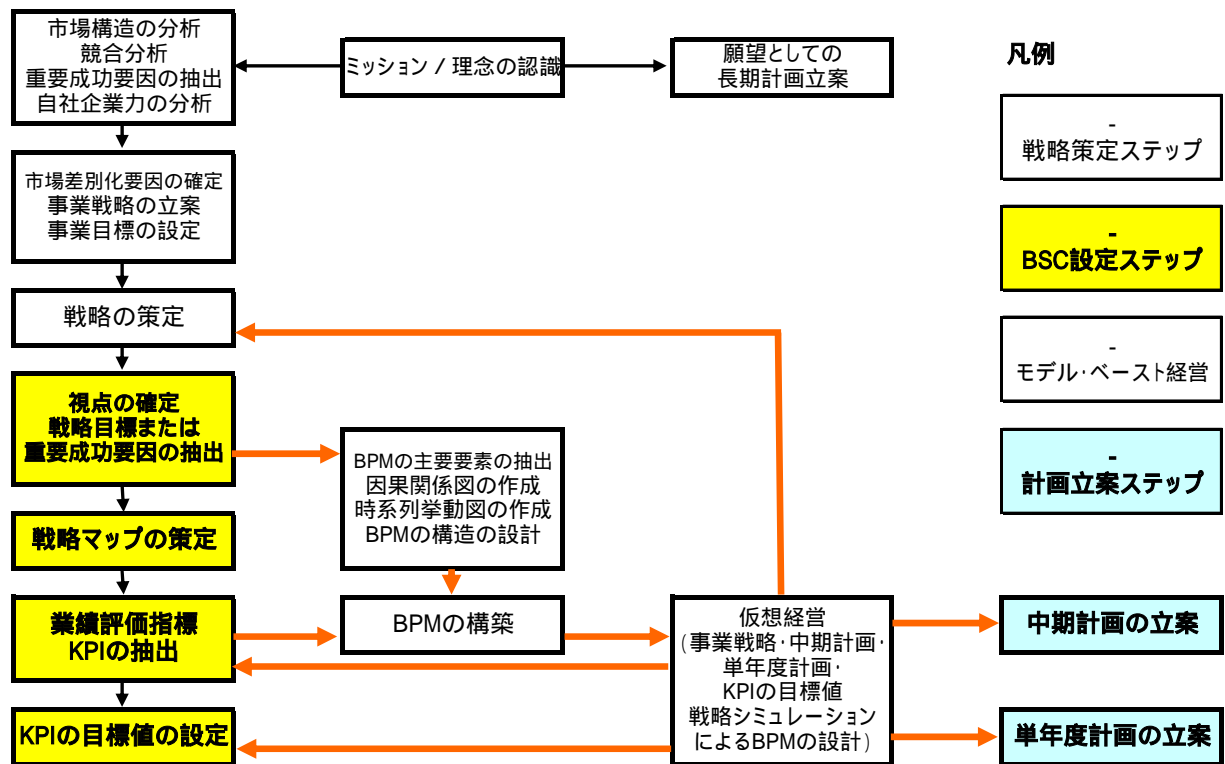 市場構造の分析
競合分析
重要成功要因の抽出
自社企業力の分析
ミッション / 理念の認識
願望としての
長期計画立案
凡例
-
戦略策定ステップ
市場差別化要因の確定
事業戦略の立案
事業目標の設定
-
BSC設定ステップ
戦略の策定
-
モデル・ベースト経営
視点の確定
戦略目標または
重要成功要因の抽出
BPMの主要要素の抽出
因果関係図の作成
時系列挙動図の作成
BPMの構造の設計
-
計画立案ステップ
戦略マップの策定
業績評価指標
KPIの抽出
BPMの構築
仮想経営
(事業戦略・中期計画・
単年度計画・
KPIの目標値
戦略シミュレーション
によるBPMの設計)
中期計画の立案
KPIの目標値の設定
単年度計画の立案